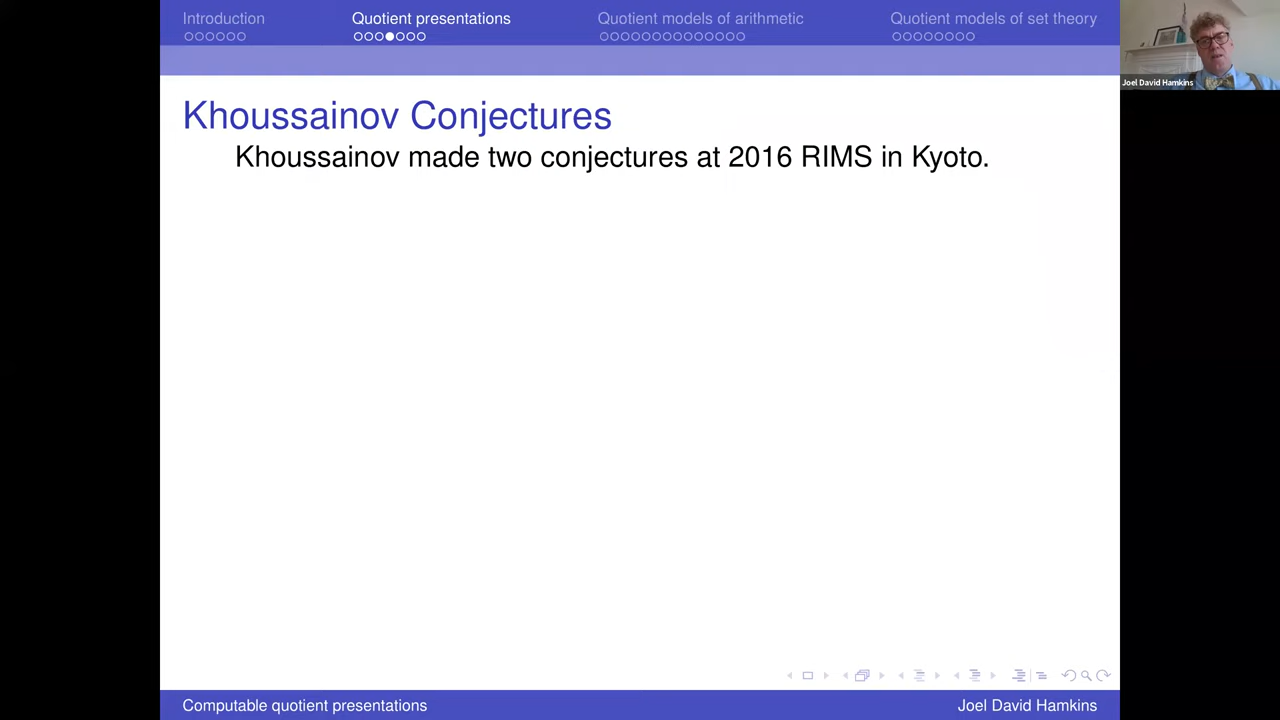 Introduction
Quotient presentations
Quotient models of arithmetic
Quotient models of set theory
Joel David Hamkins
Khoussainov Conjectures
Khoussainov made two conjectures at 2016 RIMS in Kyoto.
Computable quotient presentations
Joel David Hamkins